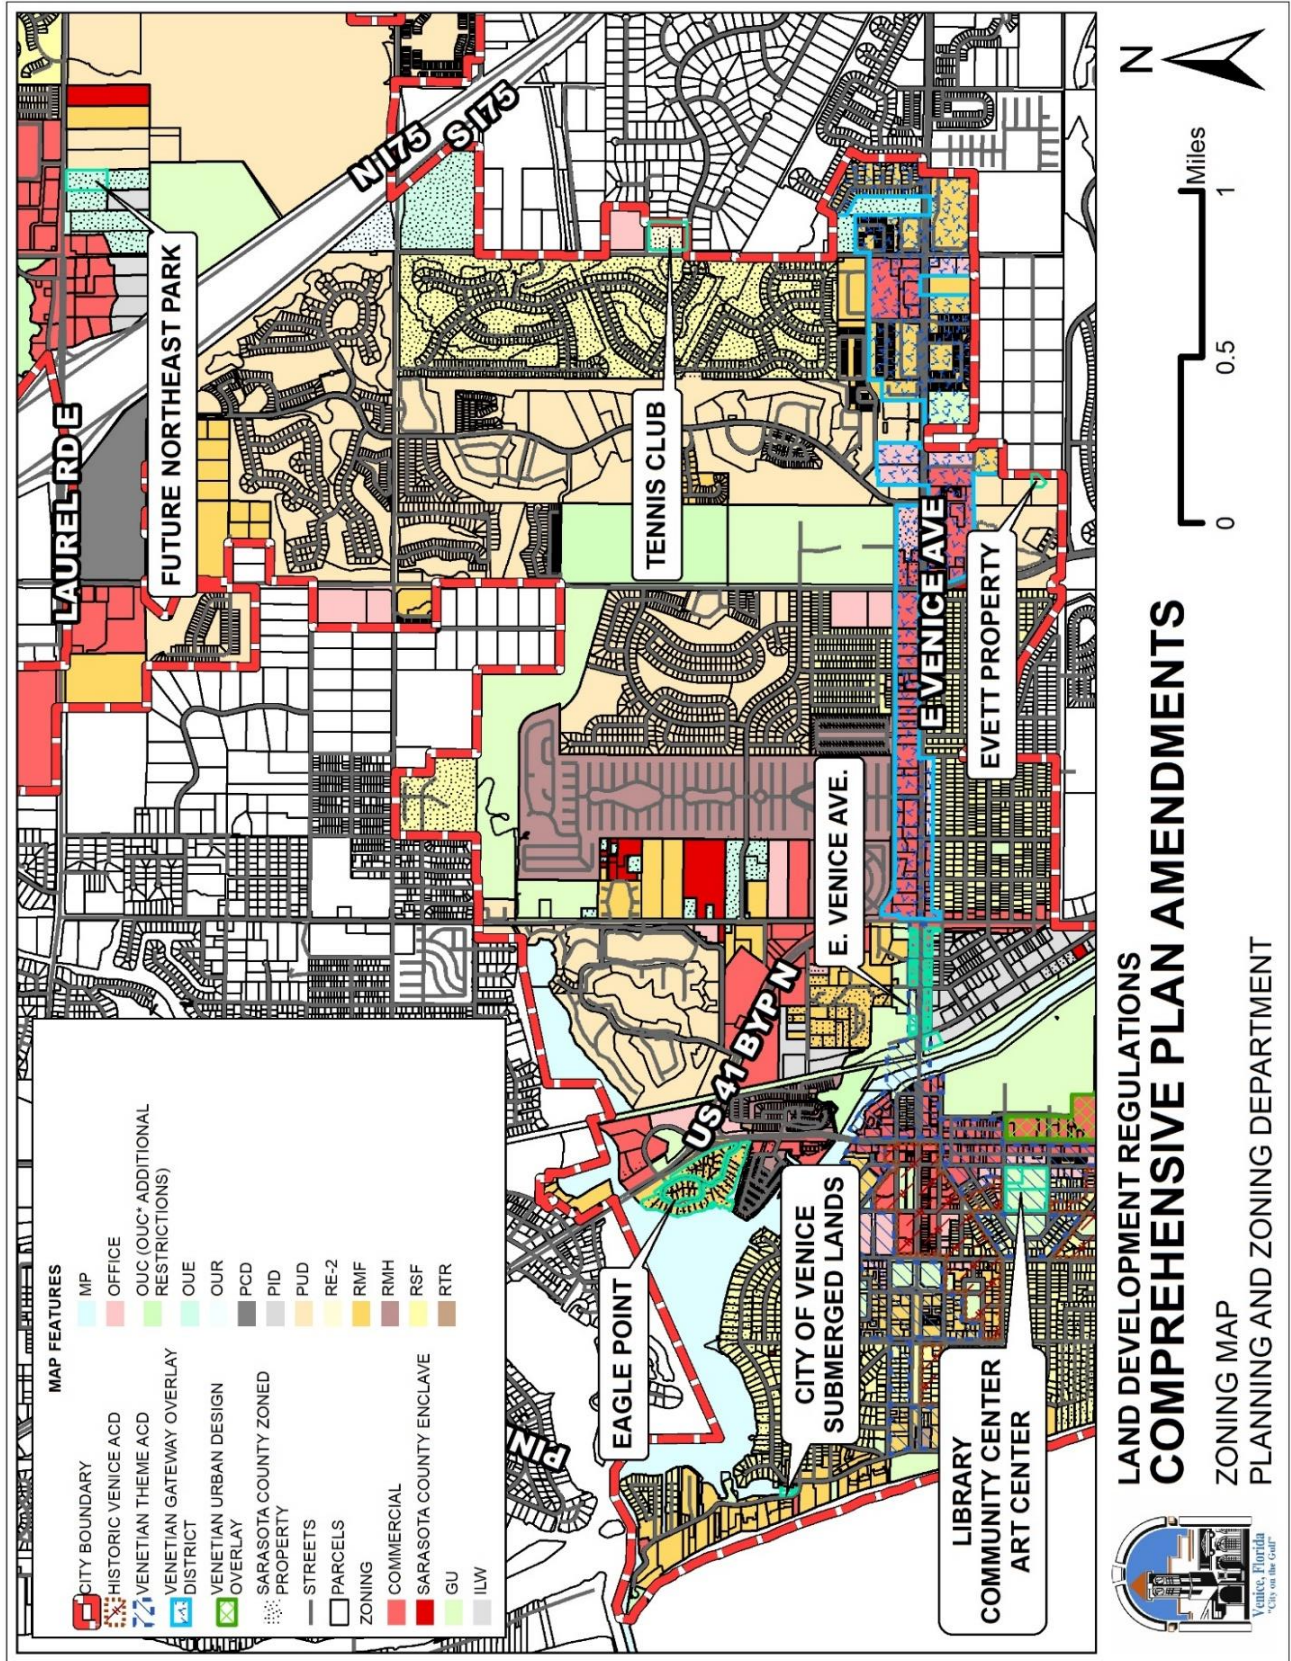 MAP FEATURES
CITY BOUNDARY
HISTORIC VENICE ACD
VENETIAN THEME ACD
VENETIAN GATEWAY OVERLAY
DISTRICT
VENETIAN URBAN DESIGN
OVERLAY
SARASOTA COUNTY ZONED
PROPERTY
STREETS
PARCELS
ZONING
COMMERCIAL
SARASOTA COUNTY ENCLAVE
GU
ILW
MP
OFFICE
OUC (OUC* ADDITIONAL
RESTRICTIONS)
OUE
OUR
PCD
PID
PUD
RE-2
RMF
RMH
RSF
RTR
LAUREL RD E
N I75
S I75
FUTURE NORTHEAST PARK
TENNIS CLUB
PIN
US 41 BYP N
EAGLE POINT
E. VENICE AVE.
E VENICE AVE
CITY OF VENICE
SUBMERGED LANDS
EVETT PROPERTY
LIBRARY
COMMUNITY CENTER
ART CENTER
Venice, Florida
"City on the Gulf"
LAND DEVELOPMENT REGULATIONS
COMPREHENSIVE PLAN AMENDMENTS
ZONING MAP
PLANNING AND ZONING DEPARTMENT
0
0.5
1
Miles
N